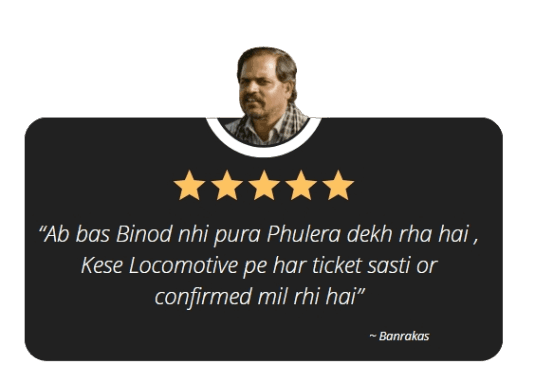 “Ab bas Binod nhi pura Phulera dekh rha hai ,
Kese Locomotive pe har ticket sasti or
confirmed mil rhi hai”
~ Banrakas